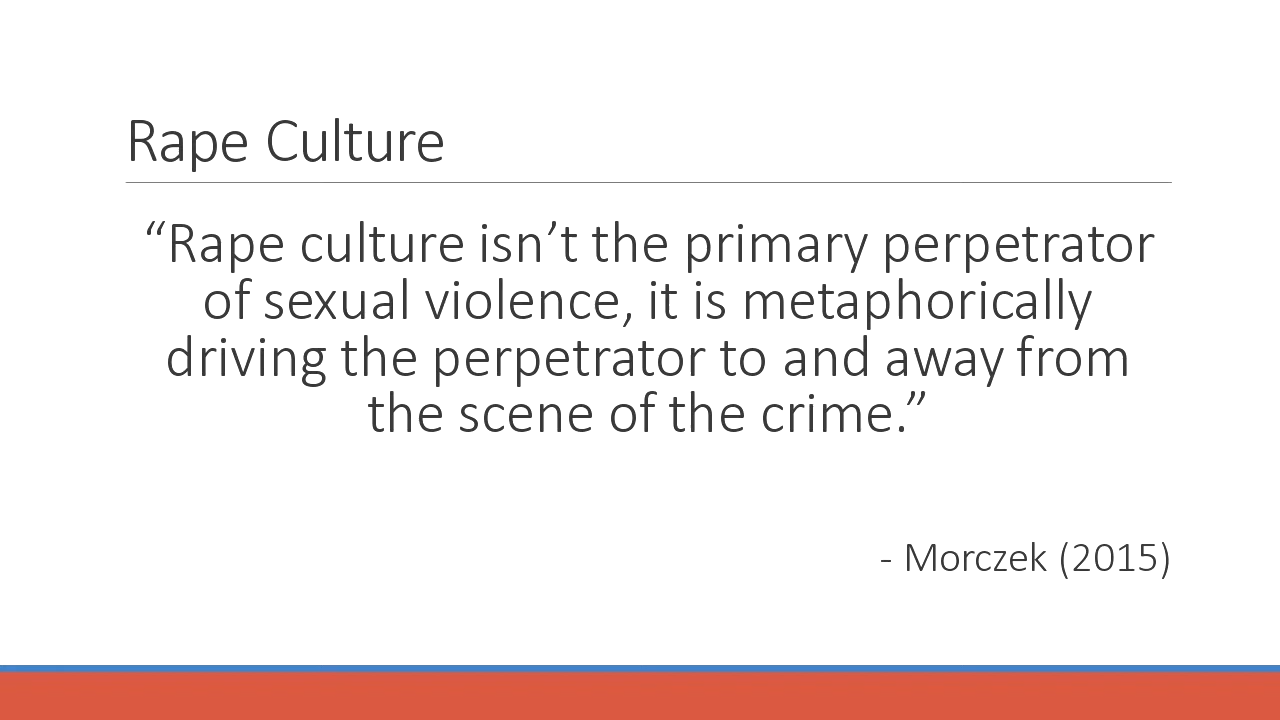 Rape Culture
“Rape culture isn’t the primary perpetrator
of sexual violence, it is metaphorically
driving the perpetrator to and away from
the scene of the crime.”
- Morczek (2015)